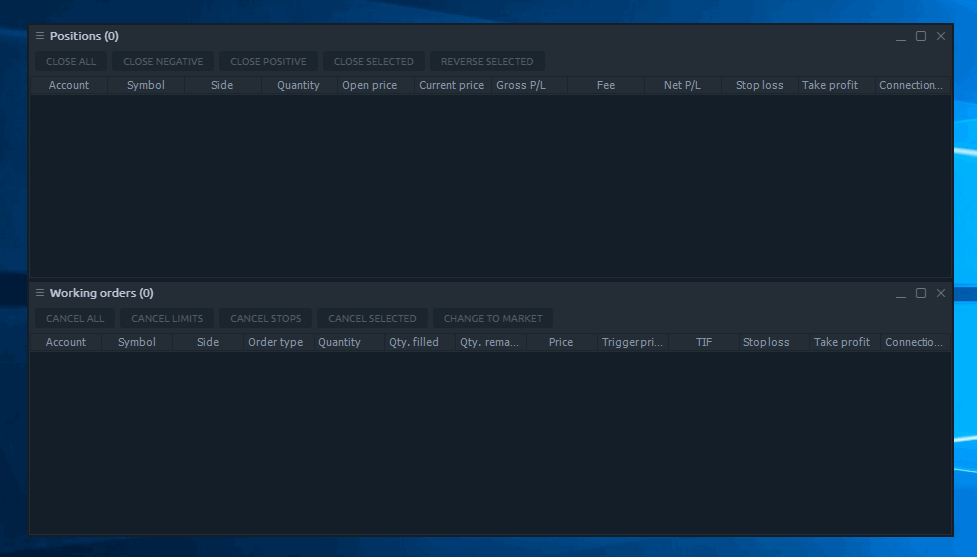 Positions (0)
CLOSE ALL CLOSE NEGATIVE CLOSE POSITIVE CLOSE SELECTED REVERSE SELECTED
Account Symbol Side Quantity Open price Current price Gross P/L Fee Net P/L Stop loss Take profit Connection...
Working orders (0)
CANCEL ALL CANCEL LIMITS CANCEL STOPS CANCEL SELECTED CHANGE TO MARKET
Account Symbol Side Order type Quantity Qty. filled Qty. rema... Price Trigger pri... TIF Stop loss Take profit Connectio...